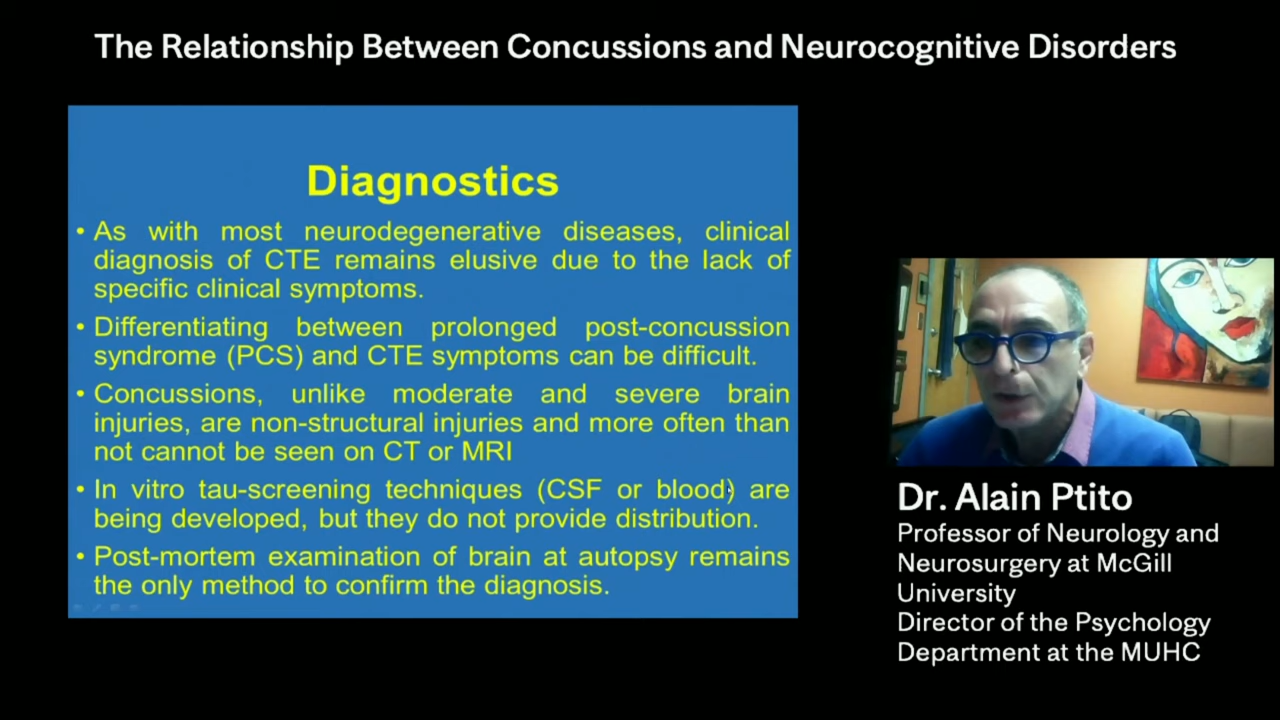 The Relationship Between Concussions and Neurocognitive Disorders
Diagnostics
• As with most neurodegenerative diseases, clinical
diagnosis of CTE remains elusive due to the lack of
specific clinical symptoms.
• Differentiating between prolonged post-concussion
syndrome (PCS) and CTE symptoms can be difficult.
• Concussions, unlike moderate and severe brain
injuries, are non-structural injuries and more often than
not cannot be seen on CT or MRI
• In vitro tau-screening techniques (CSF or blood) are
being developed, but they do not provide distribution.
• Post-mortem examination of brain at autopsy remains
the only method to confirm the diagnosis.
Dr. Alain Ptito
Professor of Neurology and
Neurosurgery at McGill
University
Director of the Psychology
Department at the MUHC